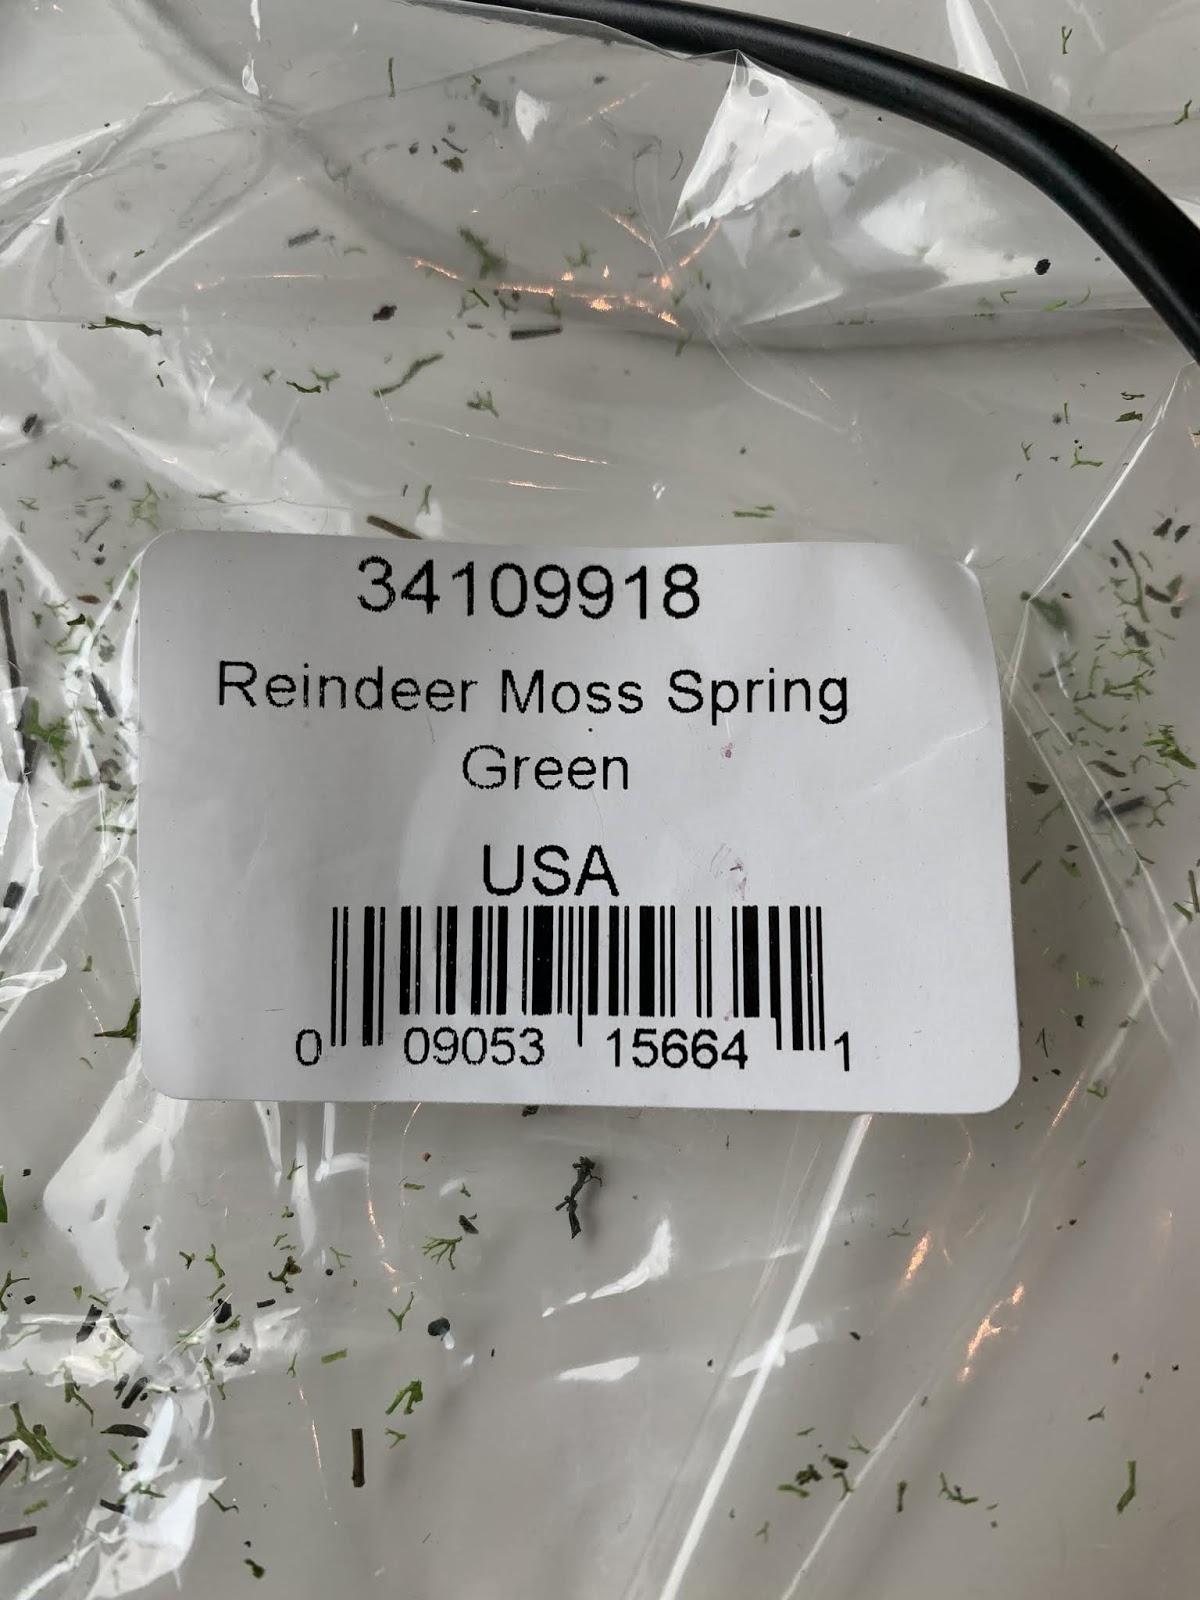 34109918
Reindeer Moss Spring
Green
USA
0 09053 15664 1